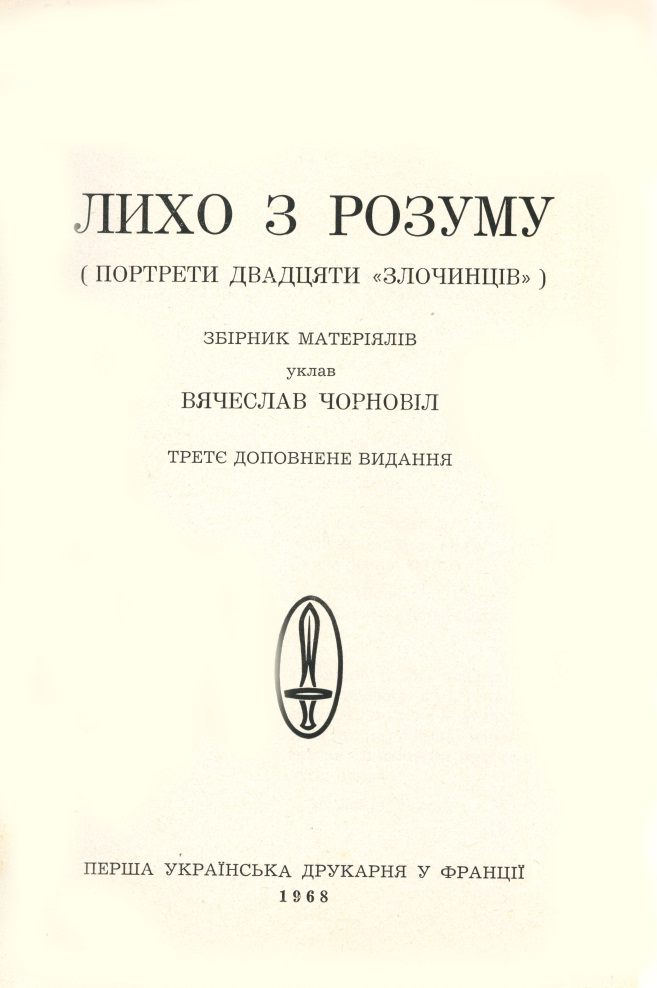 ЛИХО З РОЗУМУ
( ПОРТРЕТИ ДВАДЦЯТИ «ЗЛОЧИНЦІВ» )
ЗБІРНИК МАТЕРІЯЛІВ
уклав
ВЯЧЕСЛАВ ЧОРНОВІЛ
ТРЕТЄ ДОПОВНЕНЕ ВИДАННЯ
ПЕРША УКРАЇНСЬКА ДРУКАРНЯ У ФРАНЦІЇ
1968